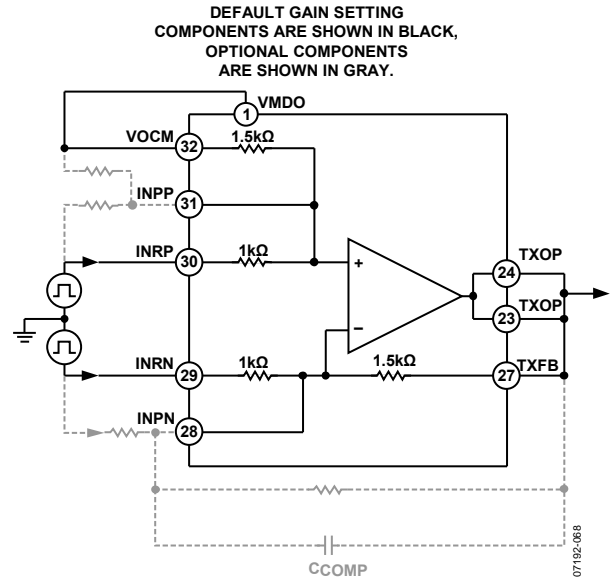 DEFAULT GAIN SETTING
COMPONENTS ARE SHOWN IN BLACK,
OPTIONAL COMPONENTS
ARE SHOWN IN GRAY.
1
VMDO
VOCM
32
1.5kΩ
INPP
31
INRP
30
1kΩ
+
TXOP
24
TXOP
23
−
INRN
29
1kΩ
1.5kΩ
27
TXFB
INPN
28
CCOMP
07192-068